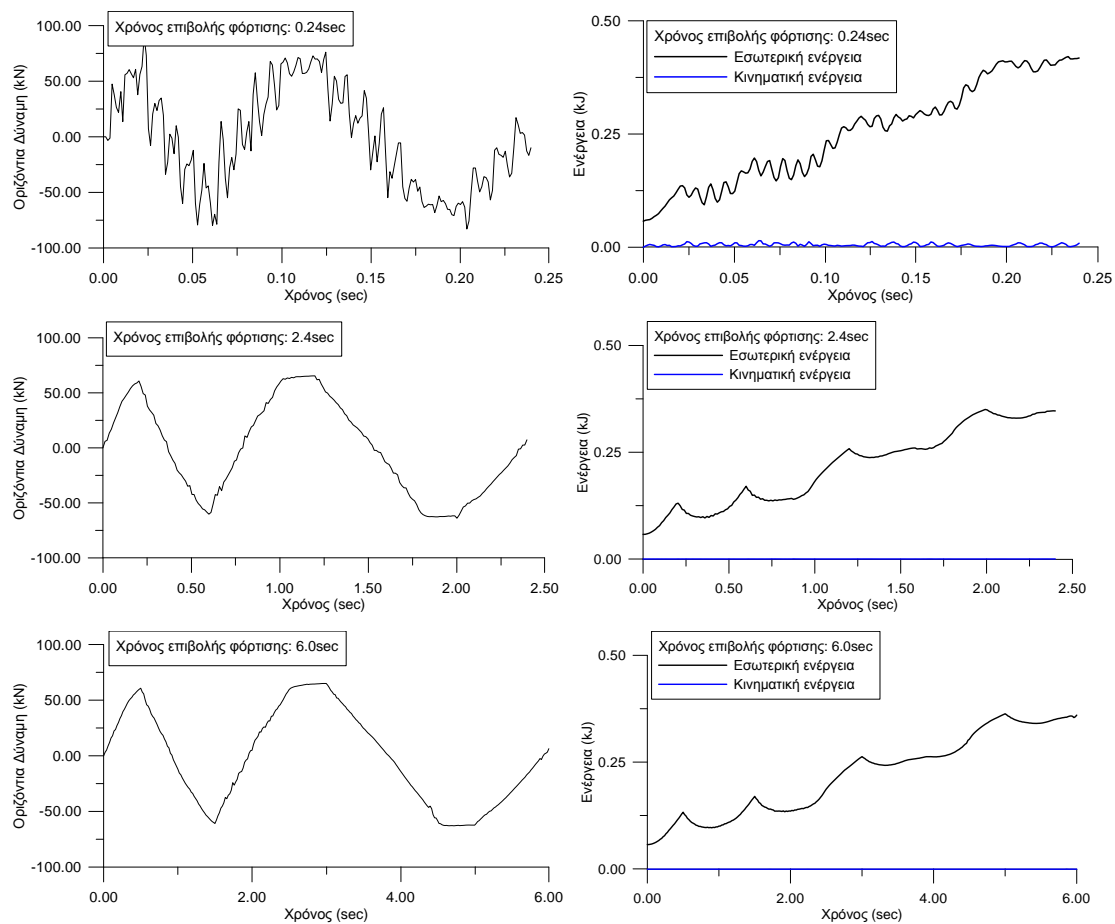 Χρόνος επιβολής φόρτισης: 0.24sec
Οριζόντια Δύναμη (kN)
100.00
50.00
0.00
-50.00
-100.00
0.00 0.05 0.10 0.15 0.20 0.25
Χρόνος (sec)
Χρόνος επιβολής φόρτισης: 0.24sec
Εσωτερική ενέργεια
Κινηματική ενέργεια
Ενέργεια (kJ)
0.50
0.25
0.00
0.00 0.05 0.10 0.15 0.20 0.25
Χρόνος (sec)
Χρόνος επιβολής φόρτισης: 2.4sec
Οριζόντια Δύναμη (kN)
100.00
50.00
0.00
-50.00
-100.00
0.00 0.50 1.00 1.50 2.00 2.50
Χρόνος (sec)
Χρόνος επιβολής φόρτισης: 2.4sec
Εσωτερική ενέργεια
Κινηματική ενέργεια
Ενέργεια (kJ)
0.50
0.25
0.00
0.00 0.50 1.00 1.50 2.00 2.50
Χρόνος (sec)
Χρόνος επιβολής φόρτισης: 6.0sec
Οριζόντια Δύναμη (kN)
100.00
50.00
0.00
-50.00
-100.00
0.00 2.00 4.00 6.00
Χρόνος (sec)
Χρόνος επιβολής φόρτισης: 6.0sec
Εσωτερική ενέργεια
Κινηματική ενέργεια
Ενέργεια (kJ)
0.50
0.25
0.00
0.00 2.00 4.00 6.00
Χρόνος (sec)